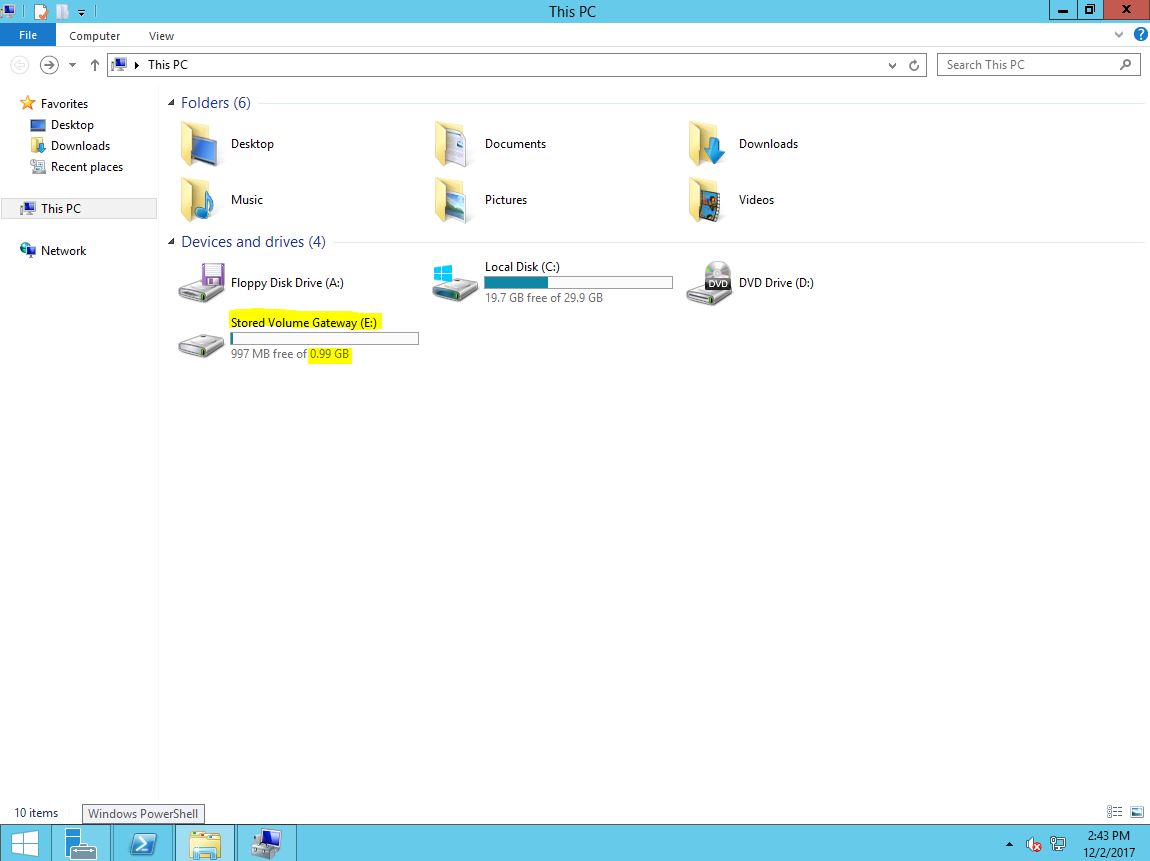 This PC
File
Computer
View
This PC
Search This PC
Favorites
Desktop
Downloads
Recent places
This PC
Network
Folders (6)
Desktop
Documents
Downloads
Music
Pictures
Videos
Devices and drives (4)
Floppy Disk Drive (A:)
Local Disk (C:)
19.7 GB free of 29.9 GB
DVD
DVD Drive (D:)
Stored Volume Gateway (E:)
997 MB free of 0.99 GB
10 items
Windows PowerShell
2:43 PM
12/2/2017